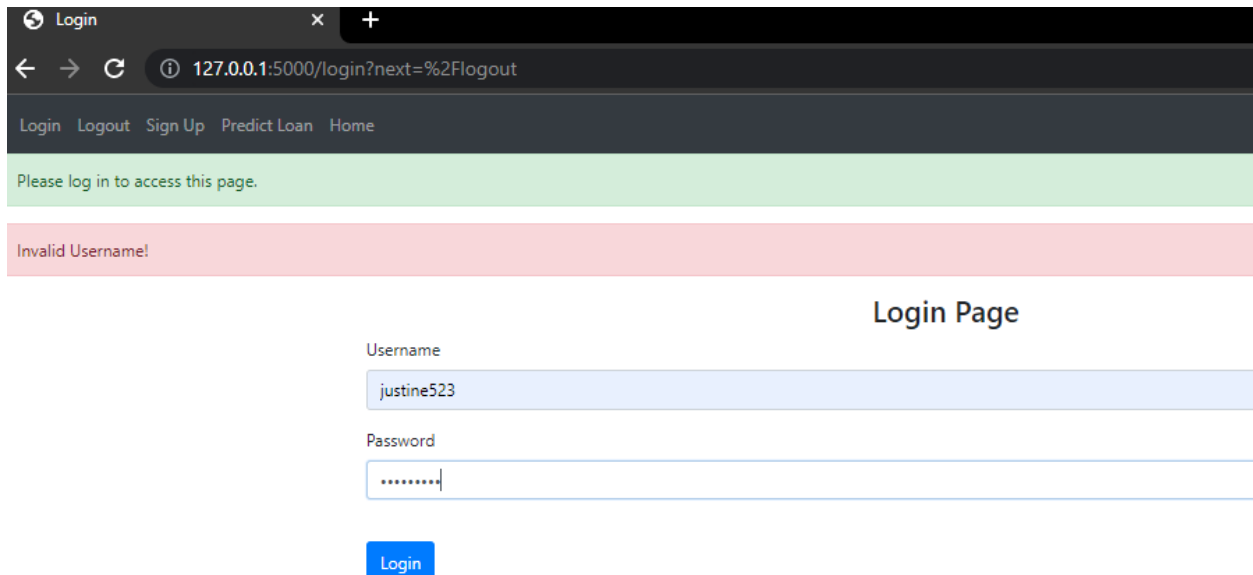 Login
127.0.0.1:5000/login?next=%2Flogout
Login Logout Sign Up Predict Loan Home
Please log in to access this page.
Invalid Username!
Login Page
Username
justine523
Password
•••••••••
Login